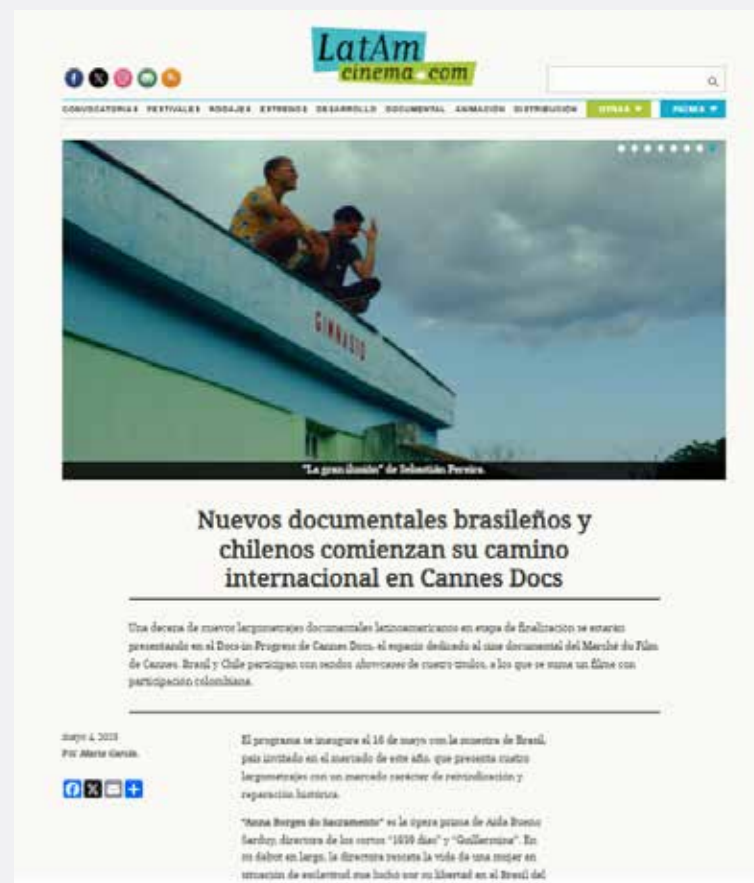 LatAm
cinema.com
CONVOCATORIAS FESTIVALES RODAJES ESTRENOS DESARROLLO DOCUMENTAL ANIMACIÓN DISTRIBUCIÓN OTRAS PAÍSES
GIMNASIO
"La gran ilusión" de Sebastián Pereira.
Nuevos documentales brasileños y
chilenos comienzan su camino
internacional en Cannes Docs
Una decena de nuevos largometrajes documentales latinoamericanos en etapa de finalización se estarán
presentando en el Docs-in-Progress de Cannes Docs, el espacio dedicado al cine documental del Marché du Film
de Cannes. Brasil y Chile participan con sendos showcases de cuatro títulos, a los que se suma un filme con
participación colombiana.
mayo 4,
Por Marta García.
El programa se inaugura el 16 de mayo con la muestra de Brasil,
país invitado en el mercado de este año, que presenta cuatro
largometrajes con un marcado carácter de reivindicación y
reparación histórica.
"Anna Borges do Sacramento" es la ópera prima de Aída Bueno
Sarduy, directora de los cortos días" y "Guillermina". En
su debut en largo, la directora rescata la vida de una mujer en
situación de esclavitud que luchó por su libertad en el Brasil del